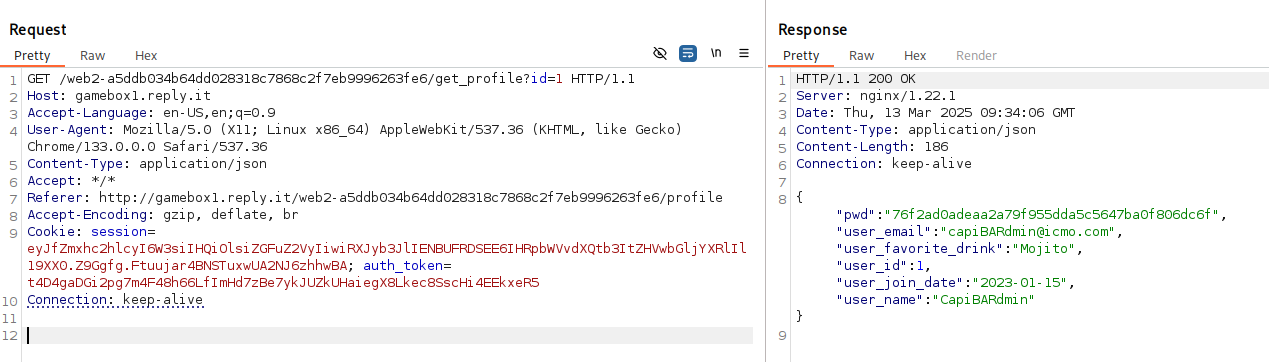 Request
Pretty Raw Hex
\n
1 GET /web2-a5ddb034b64dd028318c7868c2f7eb9996263fe6/get_profile?id=1 HTTP/1.1
2 Host: gamebox1.reply.it
3 Accept-Language: en-US,en;q=0.9
4 User-Agent: Mozilla/5.0 (X11; Linux x86_64) AppleWebKit/537.36 (KHTML, like Gecko)
Chrome/133.0.0.0 Safari/537.36
5 Content-Type: application/json
6 Accept: */*
7 Referer: http://gamebox1.reply.it/web2-a5ddb034b64dd028318c7868c2f7eb9996263fe6/profile
8 Accept-Encoding: gzip, deflate, br
9 Cookie: session=
eyJfZmxhc2hlcyI6W3siIHQiOlsiZGFuZ2VyIiwiRXJyb3JlIENBUFRDSEE6IHRpbWVvdXQtb3ItZHVwbGljYXRlIl
19XX0.Z9Ggfg.Ftuujar4BNSTuxwUA2NJ6zhhwBA; auth_token=
t4D4gaDGi2pg7m4F48h66LfImHd7zBe7ykJUZkUHaiegX8Lkec8SscHi4EEkxeR5
10 Connection: keep-alive
11
12
Response
Pretty Raw Hex Render
1 HTTP/1.1 200 OK
2 Server: nginx/1.22.1
3 Date: Thu, 13 Mar 2025 09:34:06 GMT
4 Content-Type: application/json
5 Content-Length: 186
6 Connection: keep-alive
7
8 {
"pwd":"76f2ad0adeaa2a79f955dda5c5647ba0f806dc6f",
"user_email":"capiBARdmin@icmo.com",
"user_favorite_drink":"Mojito",
"user_id":1,
"user_join_date":"2023-01-15",
"user_name":"CapiBARdmin"
}
9